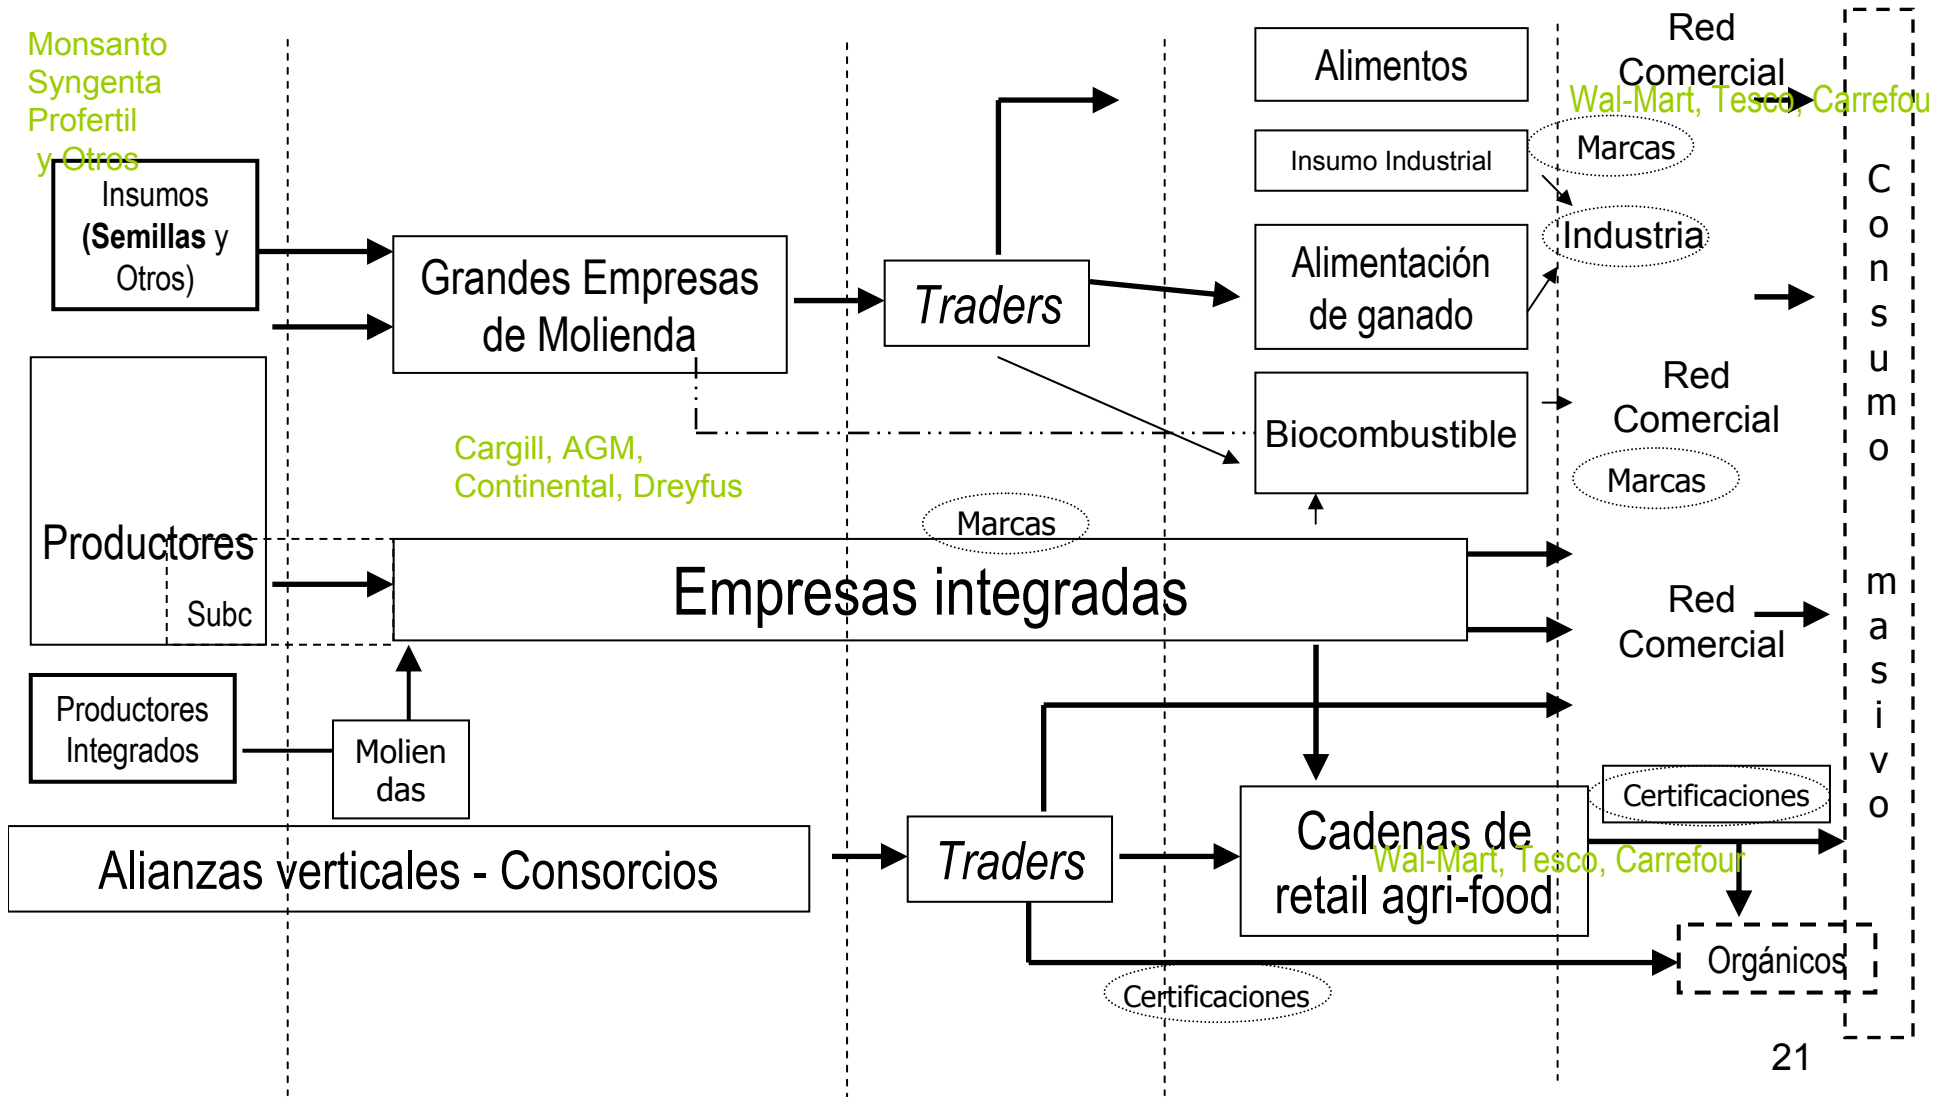 Monsanto
Syngenta
Profertil
y Otros
Insumos
(Semillas y
Otros)
Grandes Empresas
de Molienda
Traders
Alimentos
Insumo Industrial
Alimentación
de ganado
Biocombustible
Red
Comercial
Wal-Mart, Tesco, Carrefou
Marcas
Industria
Red
Comercial
Marcas
Cargill, AGM,
Continental, Dreyfus
Marcas
Productores
Subc
Empresas integradas
Red
Comercial
Productores
Integrados
Molien
das
Alianzas verticales - Consorcios
Traders
Cadenas de
retail agri-food
Wal-Mart, Tesco, Carrefour
Certificaciones
Orgánicos
Certificaciones
Consumo masivo
21